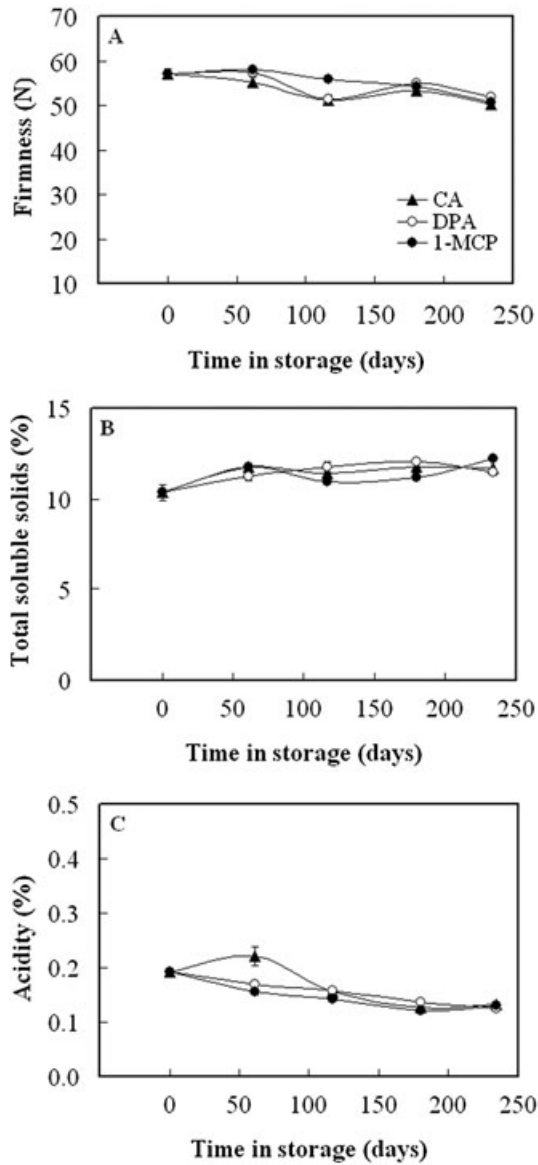 A
70
60
50
40
30
20
10
Firmness (N)
CA
DPA
1-MCP
0 50 100 150 200 250
Time in storage (days)
B
15
10
5
0
Total soluble solids (%)
0 50 100 150 200 250
Time in storage (days)
C
0.5
0.4
0.3
0.2
0.1
0.0
Acidity (%)
0 50 100 150 200 250
Time in storage (days)